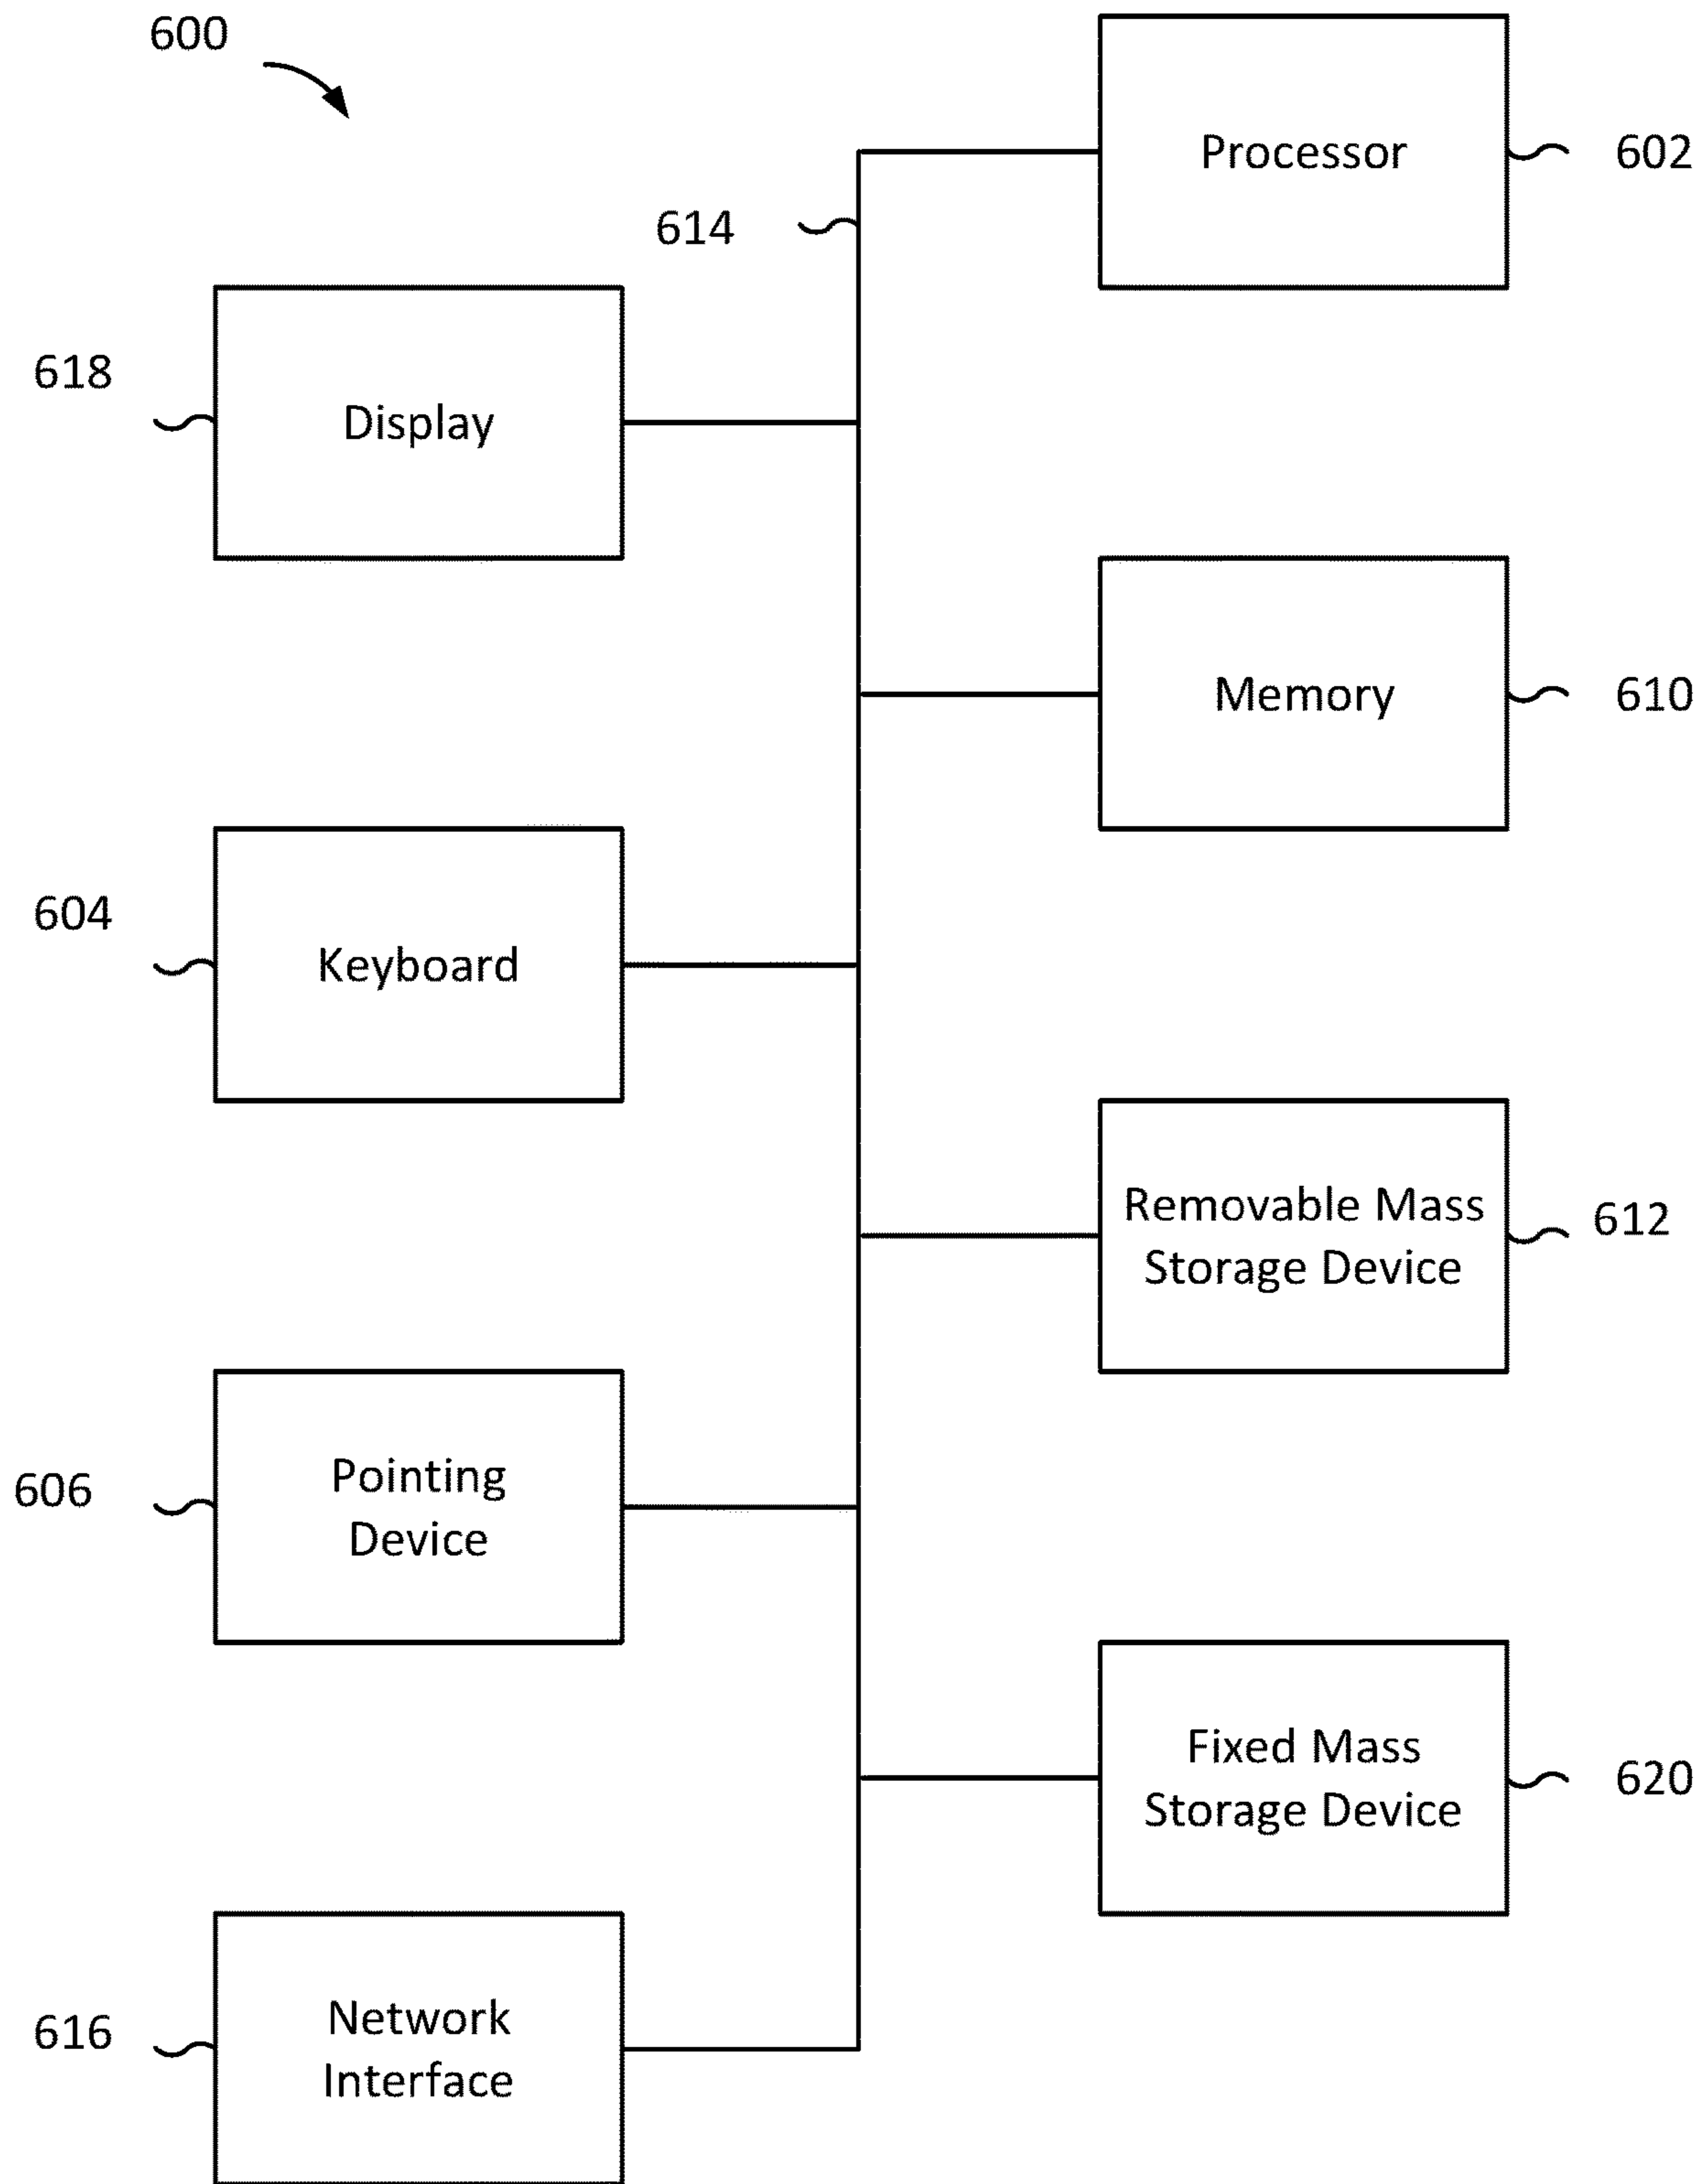 600
Processor
602
614
618
Display
Memory
610
604
Keyboard
Removable Mass
Storage Device
612
606
Pointing
Device
Fixed Mass
Storage Device
620
616
Network
Interface